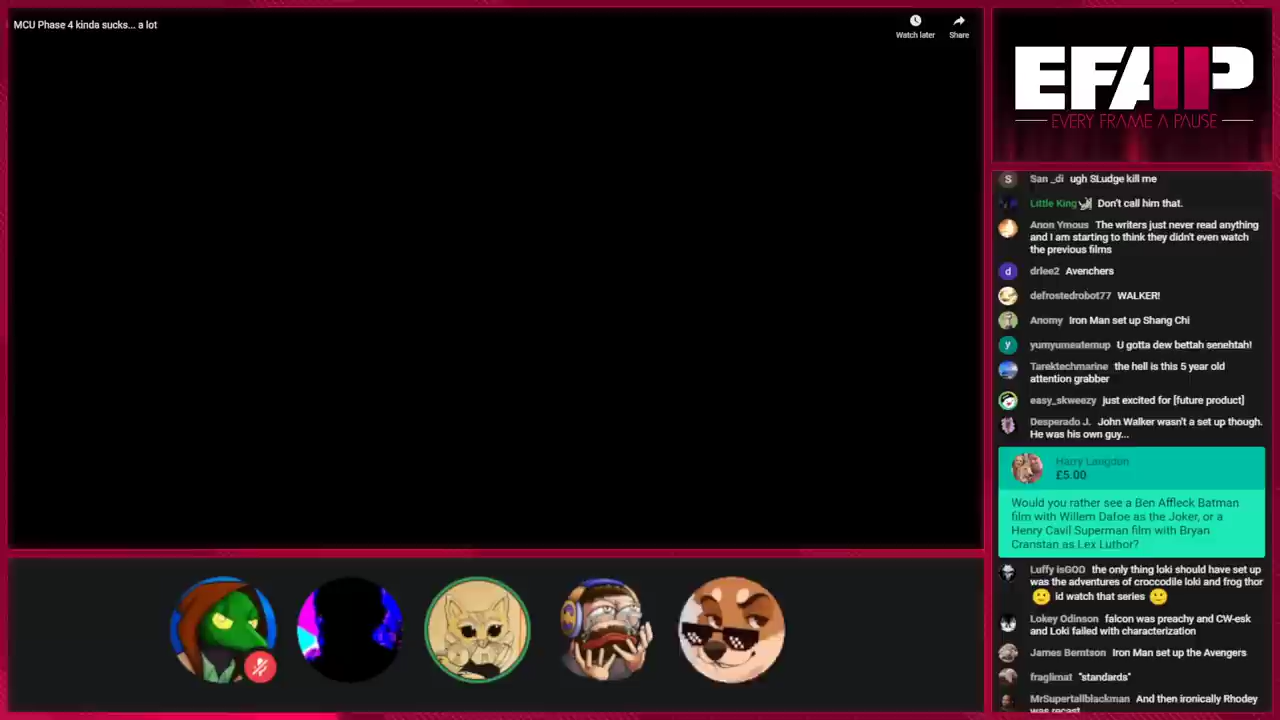 MCU Phase 4 kinda sucks... a lot
Watch later
Share
EFAP
EVERY FRAME A PAUSE
S
San _di ugh SLudge kill me
Little King Don't call him that.
Anon Ymous The writers just never read anything
and I am starting to think they didn't even watch
the previous films
d
drlee2 Avenchers
defrostedrobot77 WALKER!
Anomy Iron Man set up Shang Chi
y
yumyumeatemup U gotta dew bettah senehtah!
Tarektechmarine the hell is this 5 year old
attention grabber
easy_skweezy just excited for [future product]
Desperado J. John Walker wasn't a set up though.
He was his own guy...
Harry Langdon
£5.00
Would you rather see a Ben Affleck Batman
film with Willem Dafoe as the Joker, or a
Henry Cavil Superman film with Bryan
Cranstan as Lex Luthor?
Luffy isGOD the only thing loki should have set up
was the adventures of croccodile loki and frog thor
id watch that series
Lokey Odinson falcon was preachy and CW-esk
and Loki failed with characterization
James Berntson Iron Man set up the Avengers
fraglimat "standards"
MrSupertallblackman And then ironically Rhodey
was recast